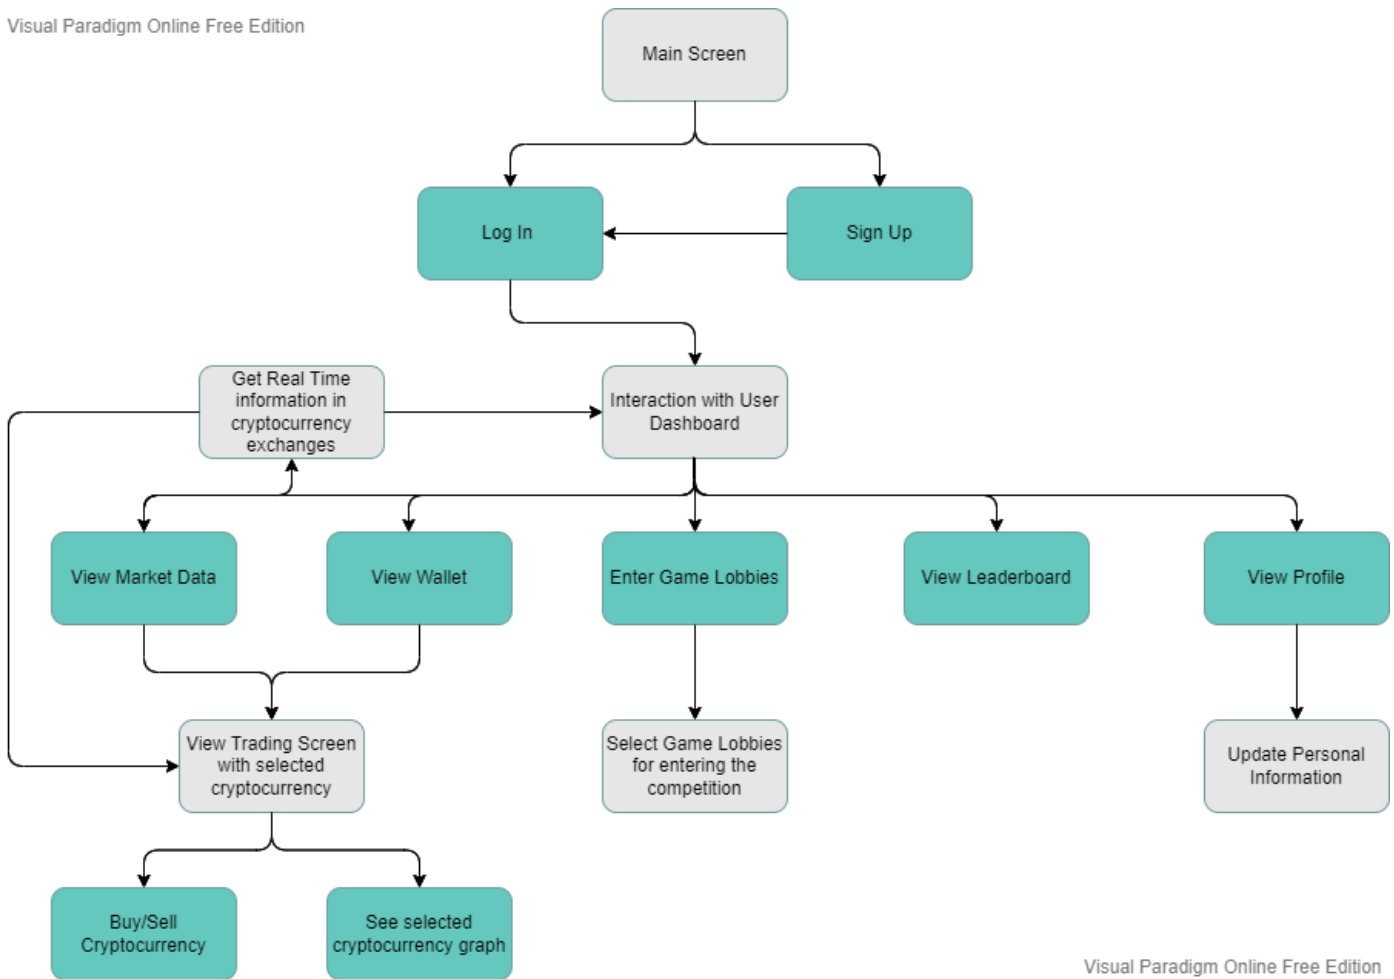 Visual Paradigm Online Free Edition
Main Screen
Log In
Sign Up
Get Real Time
information in
cryptocurrency
exchanges
Interaction with User
Dashboard
View Market Data
View Wallet
Enter Game Lobbies
View Leaderboard
View Profile
View Trading Screen
with selected
cryptocurrency
Select Game Lobbies
for entering the
competition
Update Personal
Information
Buy/Sell
Cryptocurrency
See selected
cryptocurrency graph
Visual Paradigm Online Free Edition